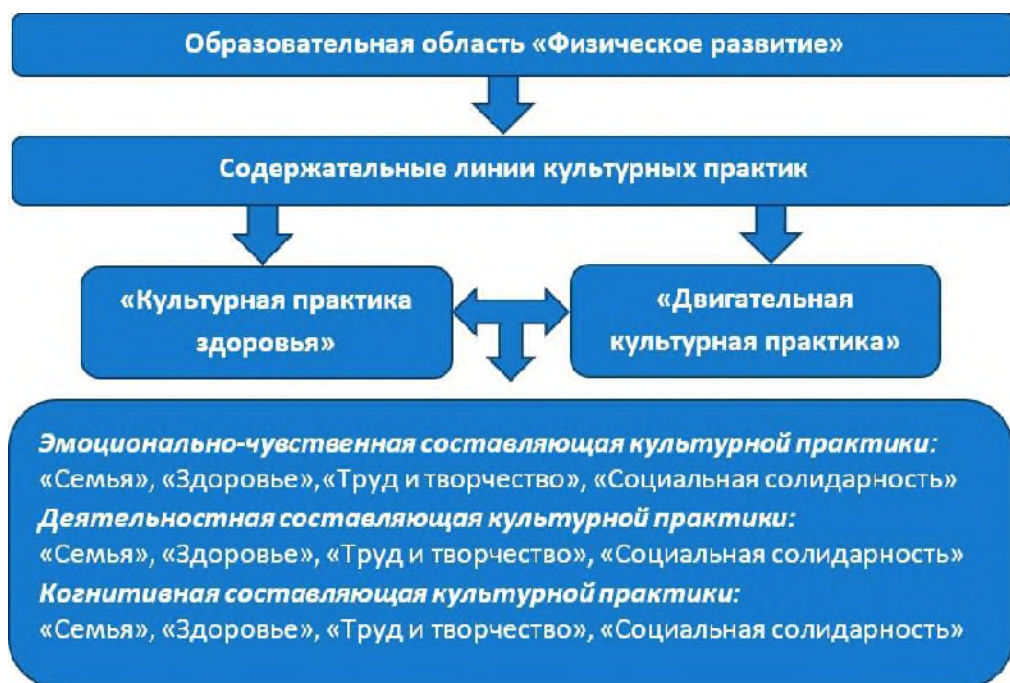 Образовательная область «Физическое развитие»
Содержательные линии культурных практик
«Культурная практика
здоровья»
«Двигательная
культурная практика»
Эмоционально-чувственная составляющая культурной практики:
«Семья», «Здоровье», «Труд и творчество», «Социальная солидарность»
Деятельностная составляющая культурной практики:
«Семья», «Здоровье», «Труд и творчество», «Социальная солидарность»
Когнитивная составляющая культурной практики:
«Семья», «Здоровье», «Труд и творчество», «Социальная солидарность»